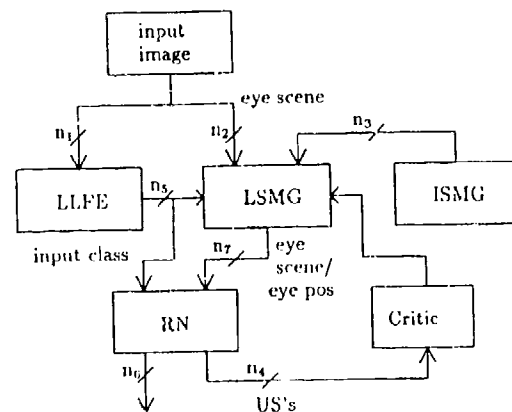 input
image
eye scene
n₁
n₂
n₃
LLFE
n₅
LSMG
ISMG
input class
n₇
eye
scene/
eye pos
RN
Critic
n₆
n₄
US's